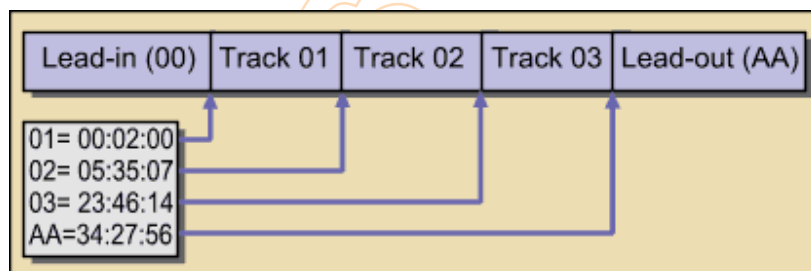 Lead-in (00) Track 01 Track 02 Track 03 Lead-out (AA)
01= 00:02:00
02= 05:35:07
03= 23:46:14
AA=34:27:56